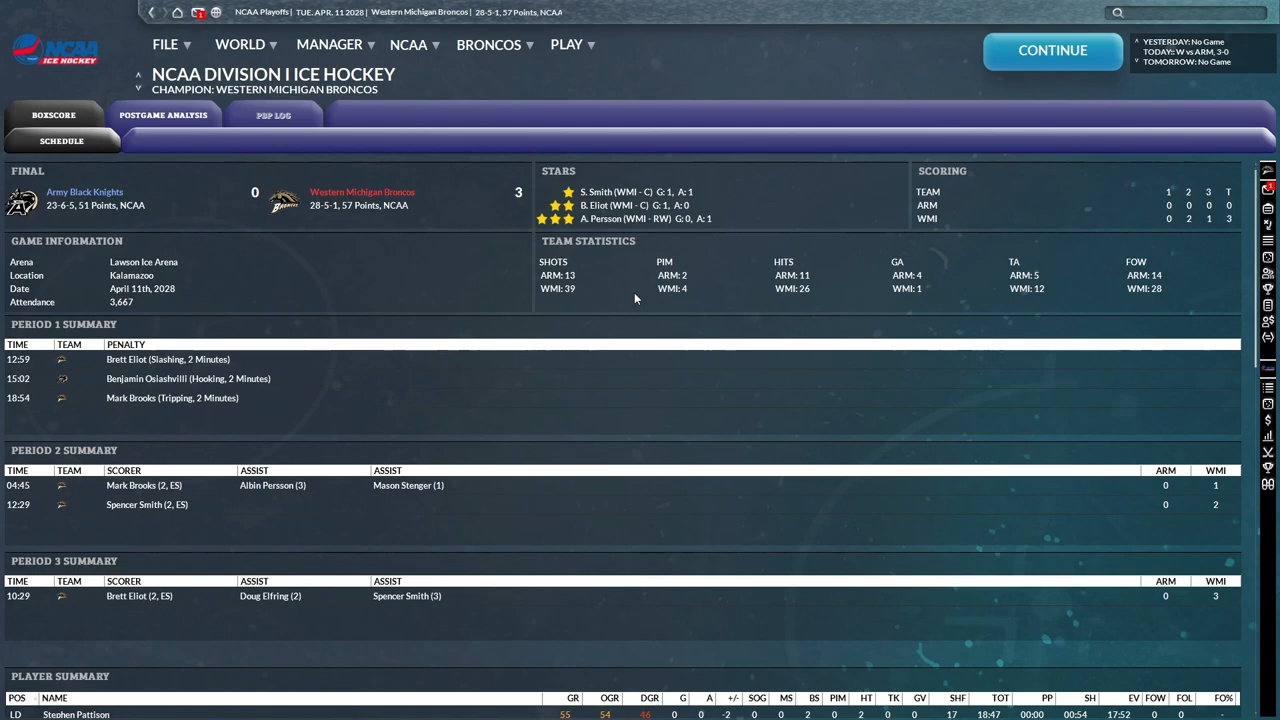 NCAA Playoffs | TUE. APR. 11 2028 | Western Michigan Broncos | 28-5-1, 57 Points, NCAA
NCAA ICE HOCKEY
FILE WORLD MANAGER NCAA BRONCOS PLAY
CONTINUE
YESTERDAY: No Game
TODAY: W vs ARM, 3-0
TOMORROW: No Game
NCAA DIVISION I ICE HOCKEY
CHAMPION: WESTERN MICHIGAN BRONCOS
BOXSCORE POSTGAME ANALYSIS PBP LOG
SCHEDULE
FINAL
Army Black Knights 0
23-6-5, 51 Points, NCAA
Western Michigan Broncos 3
28-5-1, 57 Points, NCAA
STARS
S. Smith (WMI - C) G: 1, A: 1
B. Eliot (WMI - C) G: 1, A: 0
A. Persson (WMI - RW) G: 0, A: 1
SCORING
TEAM 1 2 3 T
ARM 0 0 0 0
WMI 0 2 1 3
GAME INFORMATION
Arena Lawson Ice Arena
Location Kalamazoo
Date April 11th, 2028
Attendance 3,667
TEAM STATISTICS
SHOTS PIM HITS GA TA FOW
ARM: 13 ARM: 2 ARM: 11 ARM: 4 ARM: 5 ARM: 14
WMI: 39 WMI: 4 WMI: 26 WMI: 1 WMI: 12 WMI: 28
PERIOD 1 SUMMARY
TIME TEAM PENALTY
12:59 Brett Eliot (Slashing, 2 Minutes)
15:02 Benjamin Osiashvilli (Hooking, 2 Minutes)
18:54 Mark Brooks (Tripping, 2 Minutes)
PERIOD 2 SUMMARY
TIME TEAM SCORER ASSIST ASSIST ARM WMI
04:45 Mark Brooks (2, ES) Albin Persson (3) Mason Stenger (1) 0 1
12:29 Spencer Smith (2, ES) 0 2
PERIOD 3 SUMMARY
TIME TEAM SCORER ASSIST ASSIST ARM WMI
10:29 Brett Eliot (2, ES) Doug Elfring (2) Spencer Smith (3) 0 3
PLAYER SUMMARY
POS NAME GR OGR DGR G A +/- SOG MS BS PIM HT TK GV SHF TOT PP SH EV FOW FOL FO%
LD Stephen Pattison 55 54 46 0 0 -2 0 0 2 0 2 0 0 17 18:47 00:00 00:54 17:52 0 0 -